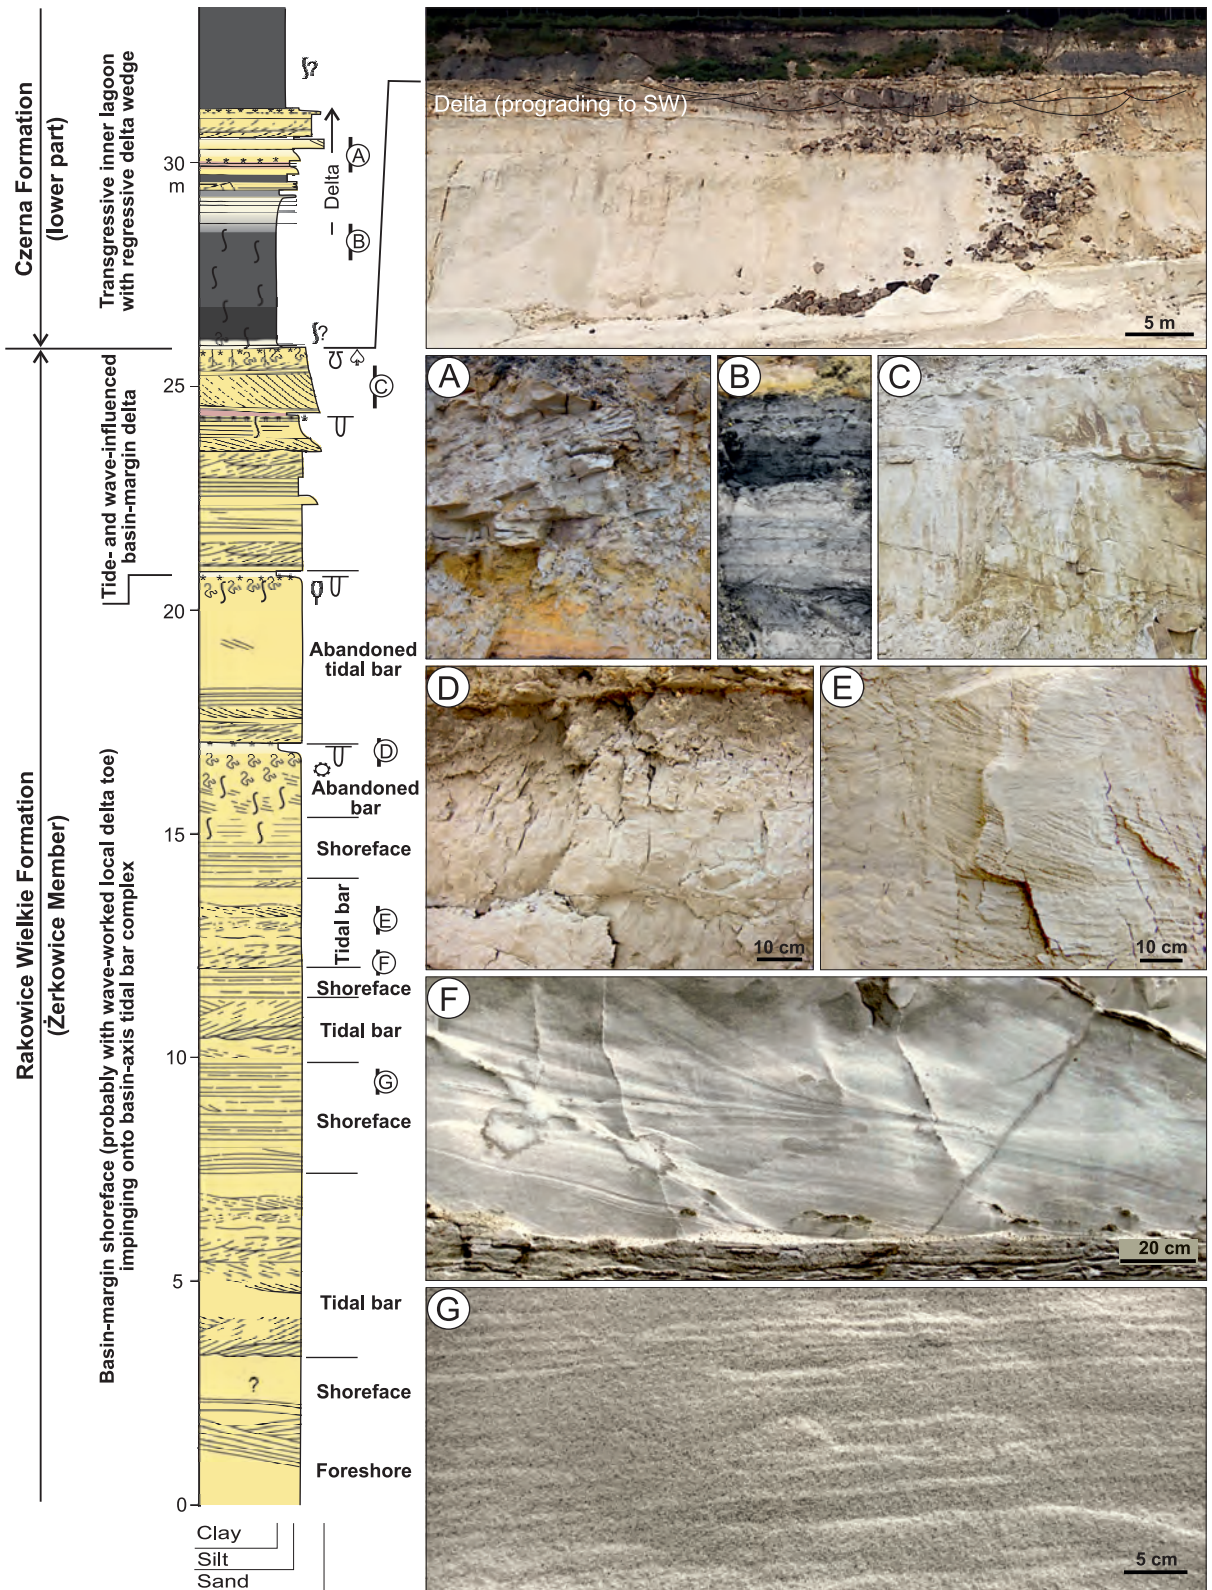 Czerna Formation
(lower part)
Transgressive inner lagoon
with regressive delta wedge
Rakowice Wielkie Formation
(Żerkowice Member)
Tide- and wave-influenced
basin-margin delta
Basin-margin shoreface (probably with wave-worked local delta toe)
impinging onto basin-axis tidal bar complex
30
m
25
20
15
10
5
0
?
Delta
A
B
?
C
Abandoned
tidal bar
D
Abandoned
bar
Shoreface
Tidal bar
E
F
Shoreface
Tidal bar
G
Shoreface
Tidal bar
?
Shoreface
Foreshore
Clay
Silt
Sand
Delta (prograding to SW)
5 m
A
B
C
D
10 cm
E
10 cm
F
20 cm
G
5 cm